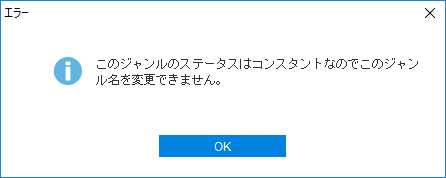 エラー
このジャンルのステータスはコンスタントなのでこのジャン
ル名を変更できません。
OK